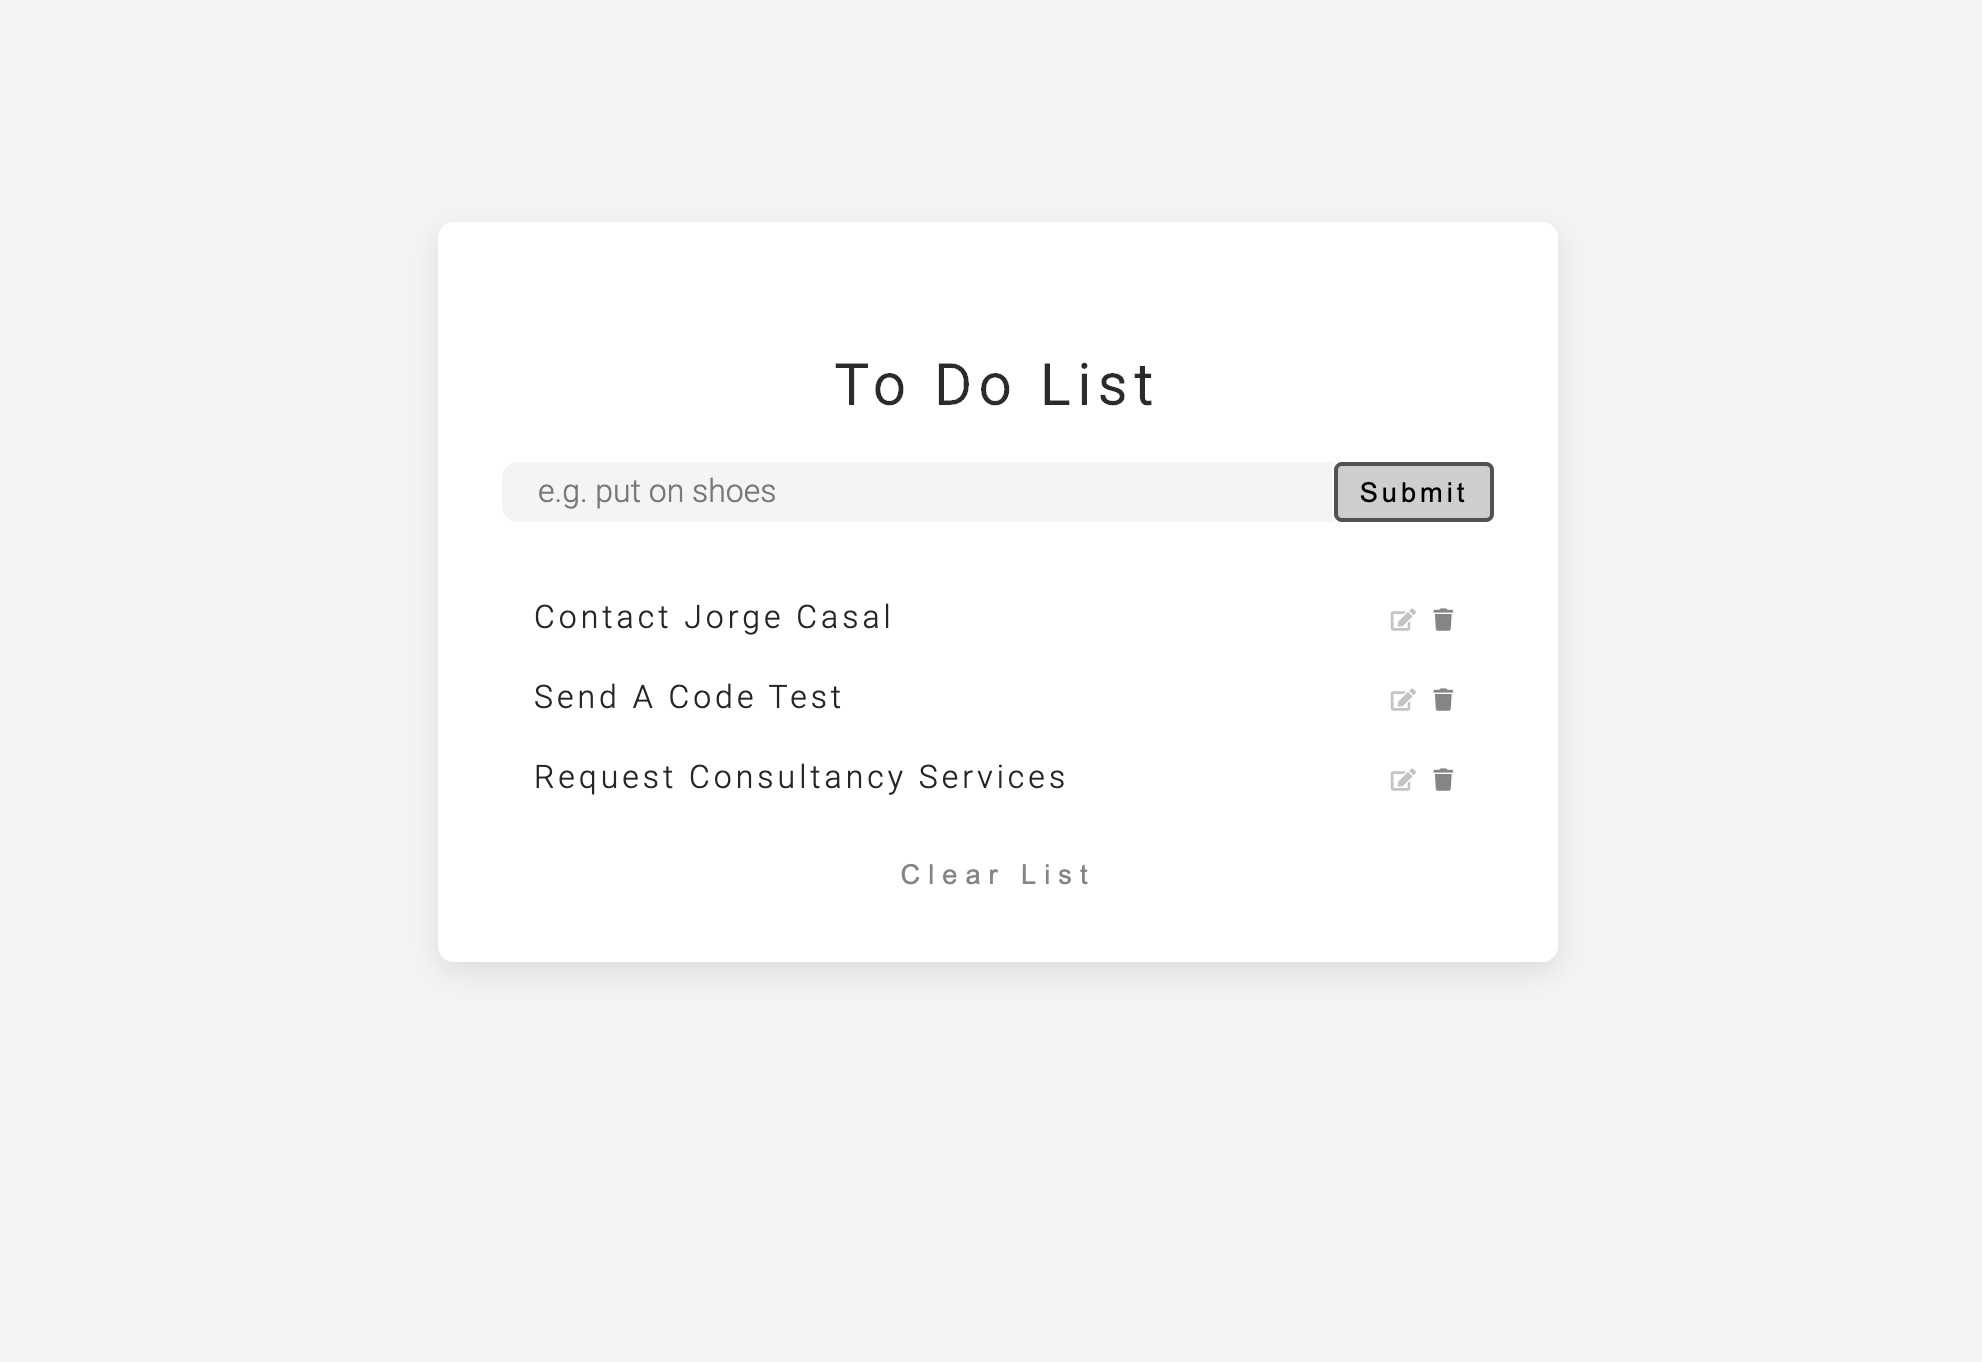 To Do List
e.g. put on shoes
Submit
Contact Jorge Casal
Send A Code Test
Request Consultancy Services
Clear List